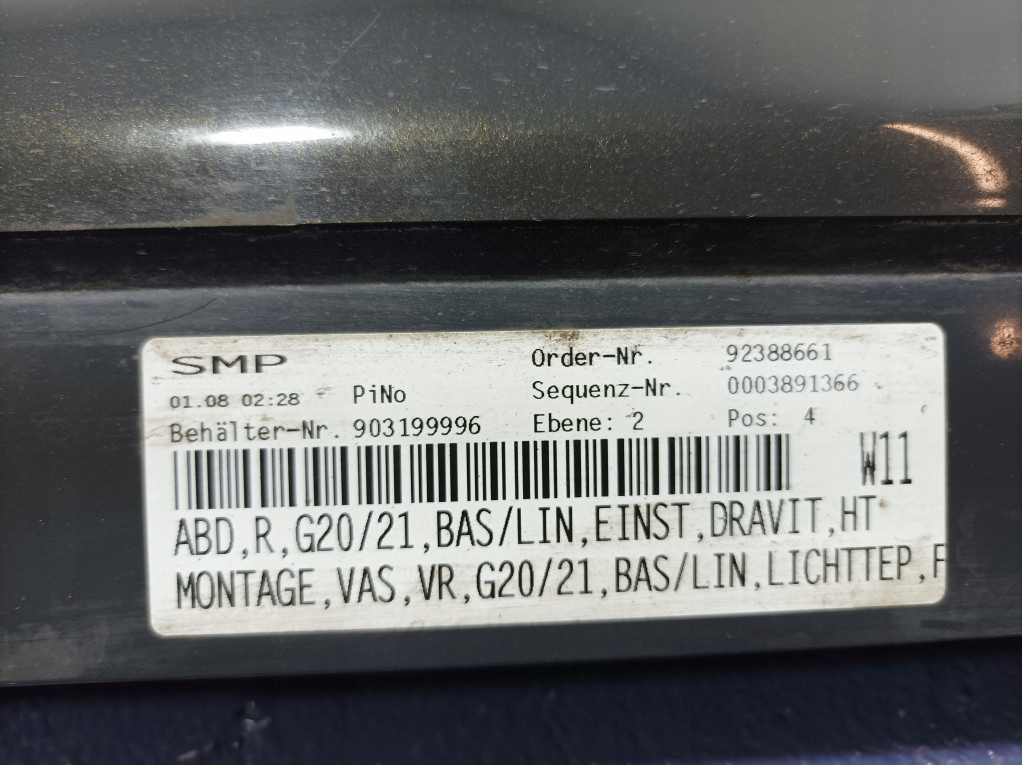 SMP Order-Nr. 92388661
01.08 02:28 PiNo Sequenz-Nr. 0003891366
Behälter-Nr. 903199996 Ebene: 2 Pos: 4
W11
ABD,R,G20/21,BAS/LIN,EINST,DRAVIT,HT
MONTAGE,VAS,VR,G20/21,BAS/LIN,LICHTTEP,F